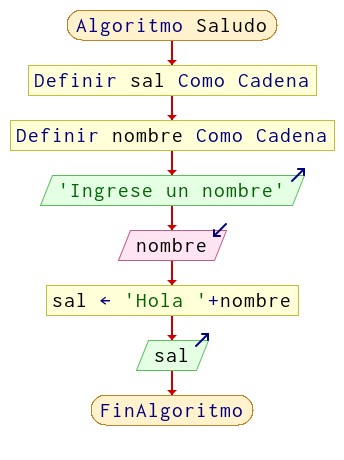 Algoritmo Saludo
Definir sal Como Cadena
Definir nombre Como Cadena
'Ingrese un nombre'
nombre
sal ← 'Hola '+nombre
sal
FinAlgoritmo